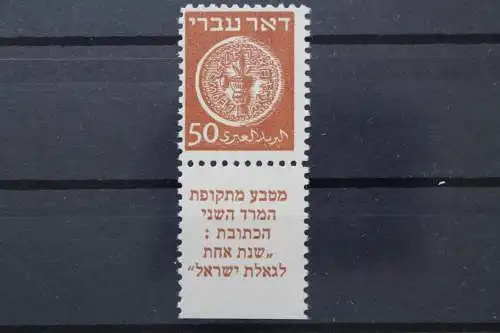 דאר עברי
50 البريد العبري
מטבע מתקופת
המרד השני
הכתובת :
„שנת אחת
לגאלת ישראל"